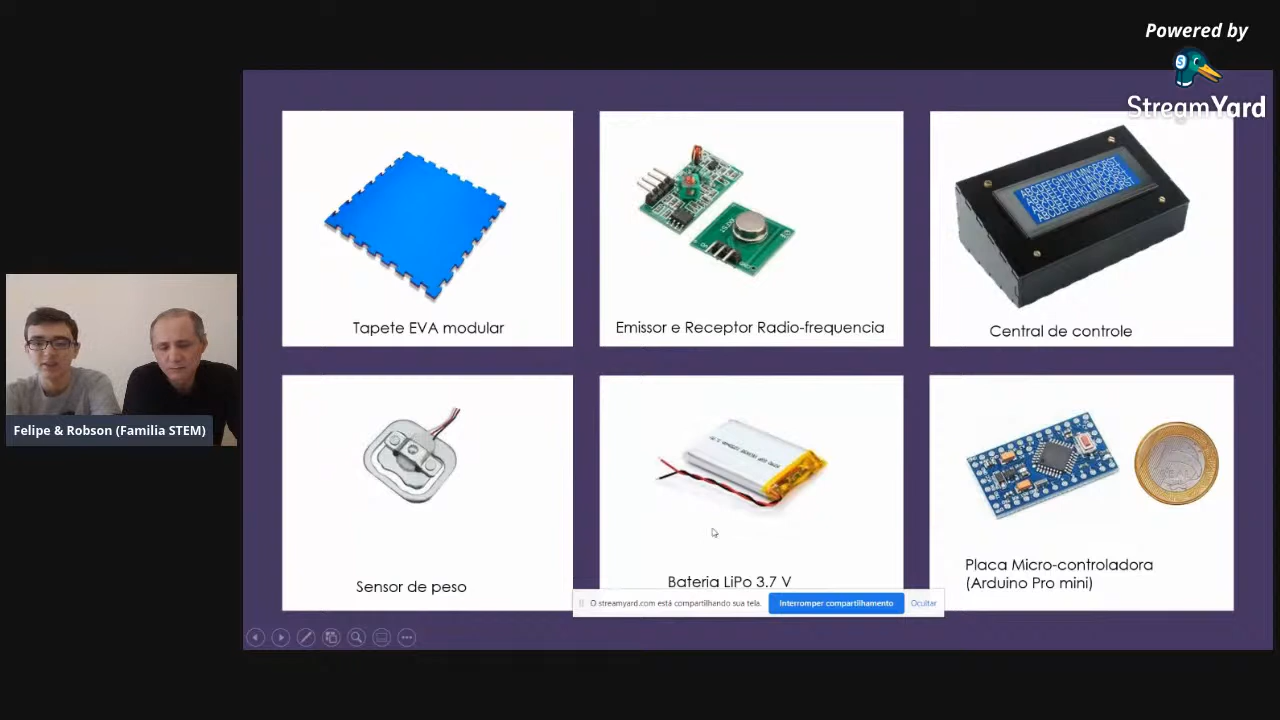 Powered by
StreamYard
Tapete EVA modular
Emissor e Receptor Radio-frequencia
Central de controle
Felipe & Robson (Familia STEM)
Sensor de peso
Bateria LiPo 3.7 V
Placa Micro-controladora
(Arduino Pro mini)
O streamyard.com está compartilhando sua tela.
Interromper compartilhamento
Ocultar